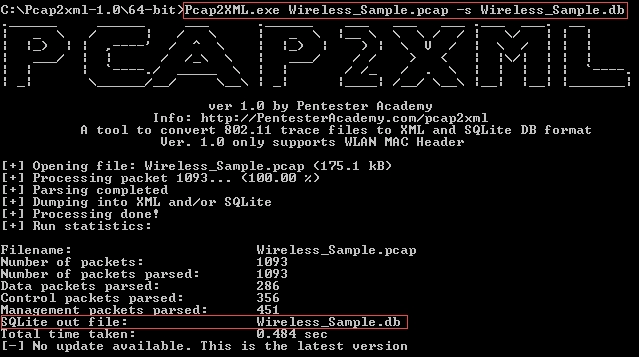 C:\Pcap2xml-1.0\64-bit>Pcap2XML.exe Wireless_Sample.pcap -s Wireless_Sample.db
PCAP2XML
ver 1.0 by Pentester Academy
Info: http://PentesterAcademy.com/pcap2xml
A tool to convert 802.11 trace files to XML and SQLite DB format
Ver. 1.0 only supports WLAN MAC Header
[+] Opening file: Wireless_Sample.pcap (175.1 kB)
[+] Processing packet 1093... (100.00 %)
[+] Parsing completed
[+] Dumping into XML and/or SQLite
[+] Processing done!
[+] Run statistics:
Filename: Wireless_Sample.pcap
Number of packets: 1093
Number of packets parsed: 1093
Data packets parsed: 286
Control packets parsed: 356
Management packets parsed: 451
SQLite out file: Wireless_Sample.db
Total time taken: 0.484 sec
[-] No update available. This is the latest version